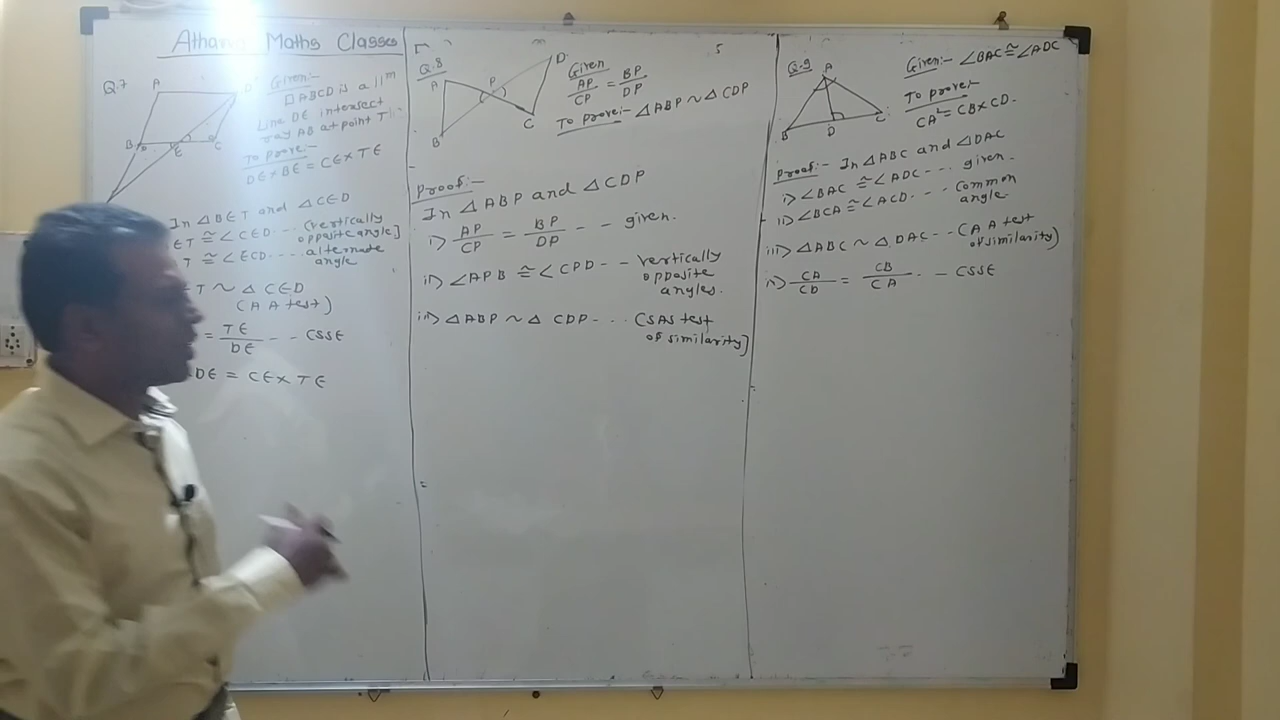 Maths Classes
Q.7
A
D
B
E
C
Given:-
□ABCD is a ||m
Line DE intersect
ray AB at point T
To prove:-
DE × BE = CE × TE
In △BET and △CED
ET ≅ ∠CED --- (vertically
opposite angle]
T ≅ ∠ECD ---- alternate
angle
ET ~ △CED
(AA test)
= TE/DE --- CSSE
DE = CE × TE
Q.8
A
P
D
B
C
Given
AP/CP = BP/DP
To prove:- △ABP ~ △CDP
Proof:-
In △ABP and △CDP
i) AP/CP = BP/DP -- given.
ii) ∠APB ≅ ∠CPD -- vertically
opposite
angles.
iii) △ABP ~ △CDP --- (SAS test
of similarity]
Q.9
A
B
D
C
Given:- ∠BAC ≅ ∠ADC
To prove:-
CA² = CB × CD.
Proof:- In △ABC and △DAC
i) ∠BAC ≅ ∠ADC --- given.
ii) ∠BCA ≅ ∠ACD --- common
angle
iii) △ABC ~ △DAC --- (AA test
of similarity)
CA/CD = CB/CA --- CSSE